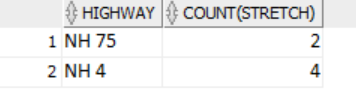 HIGHWAY COUNT(STRETCH)
1 NH 75 2
2 NH 4 4